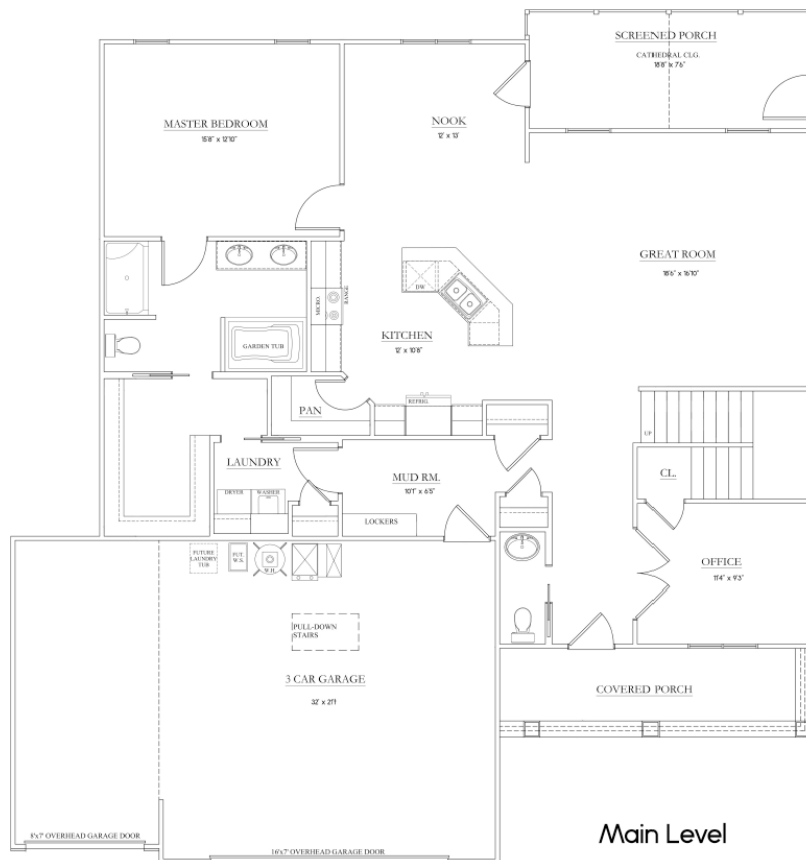 SCREENED PORCH
CATHEDRAL CLG.
18'8" x 7'6"
MASTER BEDROOM
15'8" x 12'10"
NOOK
12' x 13'
GREAT ROOM
18'6" x 16'10"
DW
MICRO.
RANGE
KITCHEN
12' x 10'8"
GARDEN TUB
PAN
REFRIG.
UP
LAUNDRY
MUD RM.
10'1" x 6'5"
CL.
DRYER
WASHER
LOCKERS
FUTURE
LAUNDRY
TUB
FUT.
W.S.
W.H.
OFFICE
11'4" x 9'3"
PULL-DOWN
STAIRS
3 CAR GARAGE
COVERED PORCH
8'x7' OVERHEAD GARAGE DOOR
16'x7' OVERHEAD GARAGE DOOR
Main Level